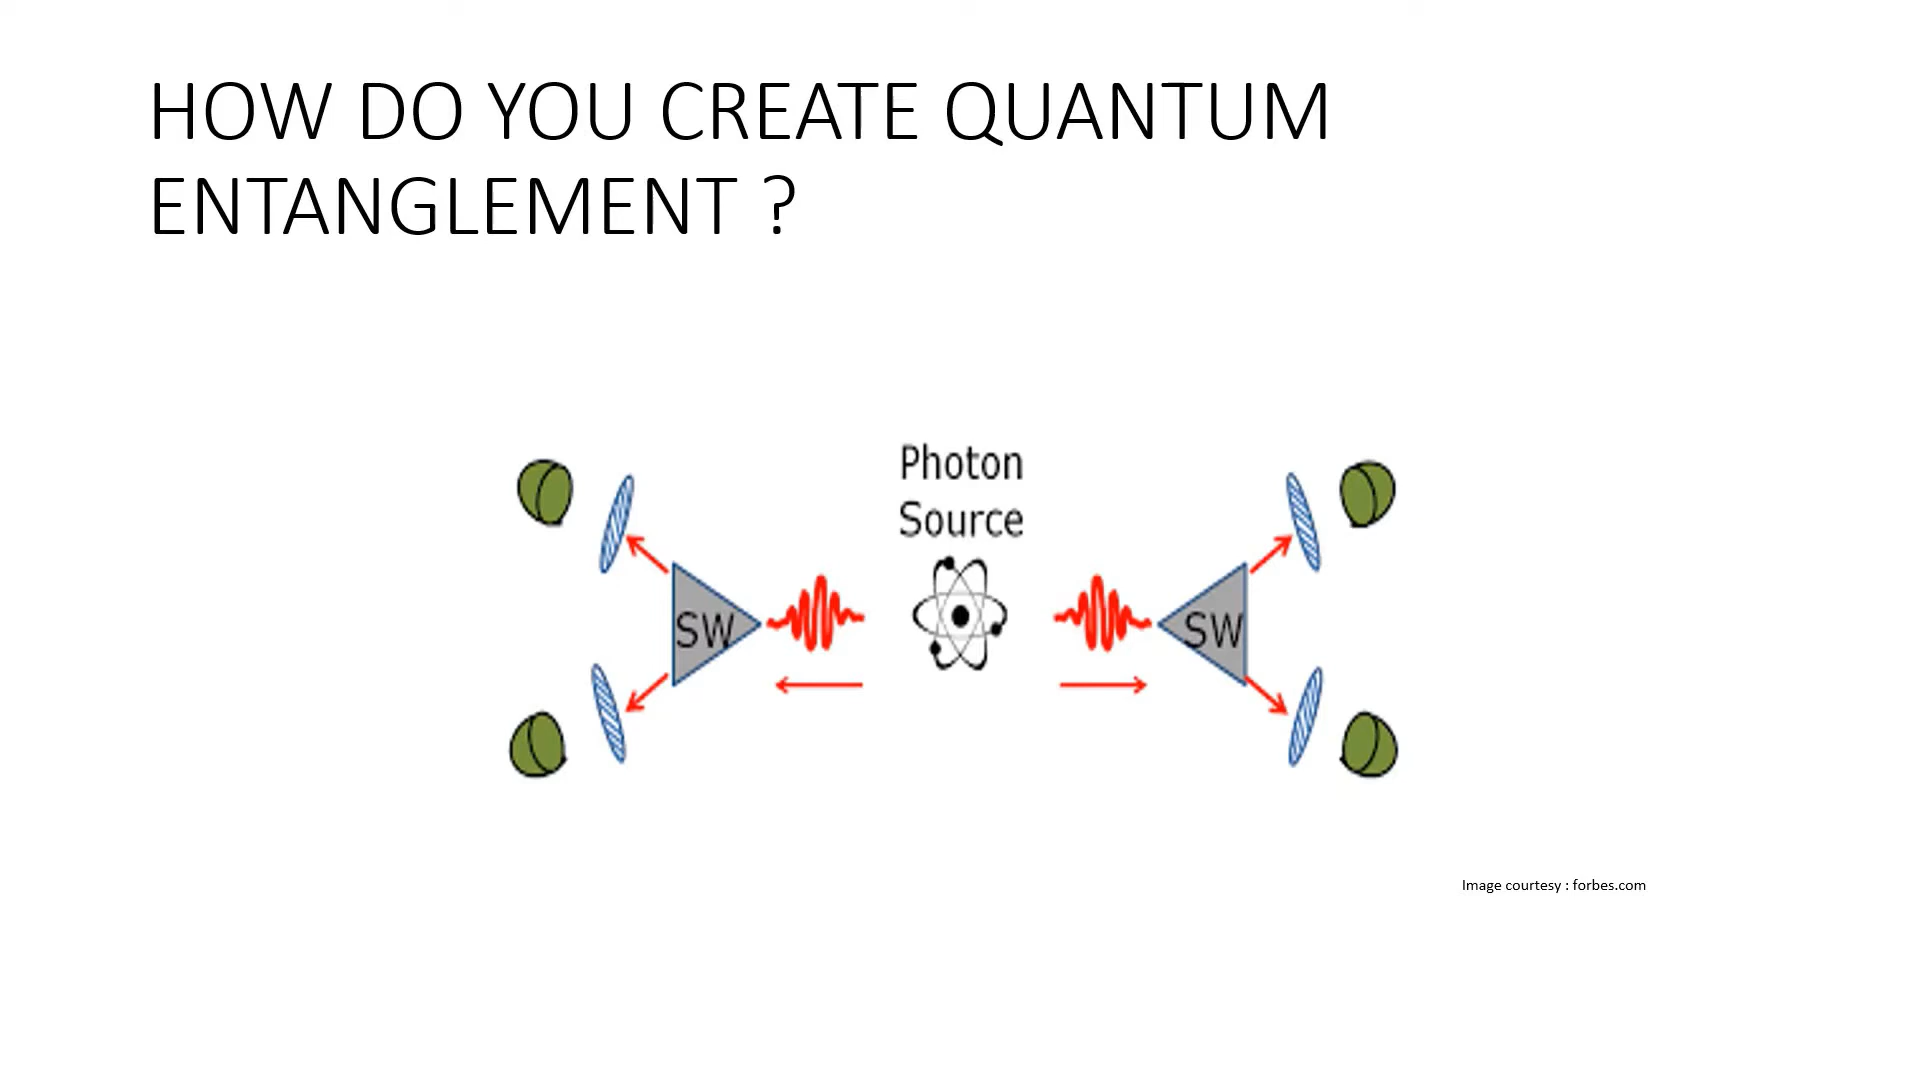 HOW DO YOU CREATE QUANTUM
ENTANGLEMENT ?
Photon
Source
SW
SW
Image courtesy : forbes.com